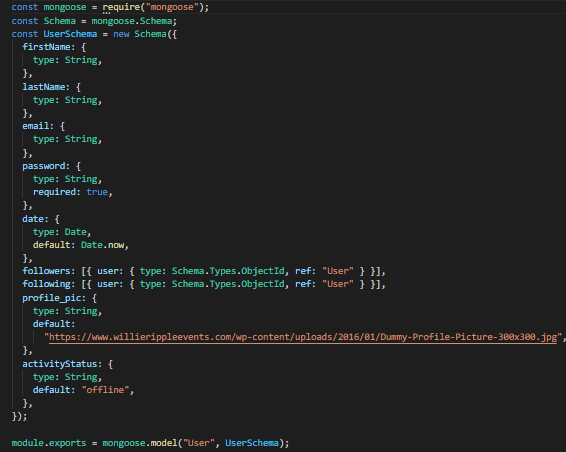 const mongoose = require("mongoose");
const Schema = mongoose.Schema;
const UserSchema = new Schema({
  firstName: {
    type: String,
  },
  lastName: {
    type: String,
  },
  email: {
    type: String,
  },
  password: {
    type: String,
    required: true,
  },
  date: {
    type: Date,
    default: Date.now,
  },
  followers: [{ user: { type: Schema.Types.ObjectId, ref: "User" } }],
  following: [{ user: { type: Schema.Types.ObjectId, ref: "User" } }],
  profile_pic: {
    type: String,
    default:
      "https://www.willierippleevents.com/wp-content/uploads/2016/01/Dummy-Profile-Picture-300x300.jpg",
  },
  activityStatus: {
    type: String,
    default: "offline",
  },
});
module.exports = mongoose.model("User", UserSchema);